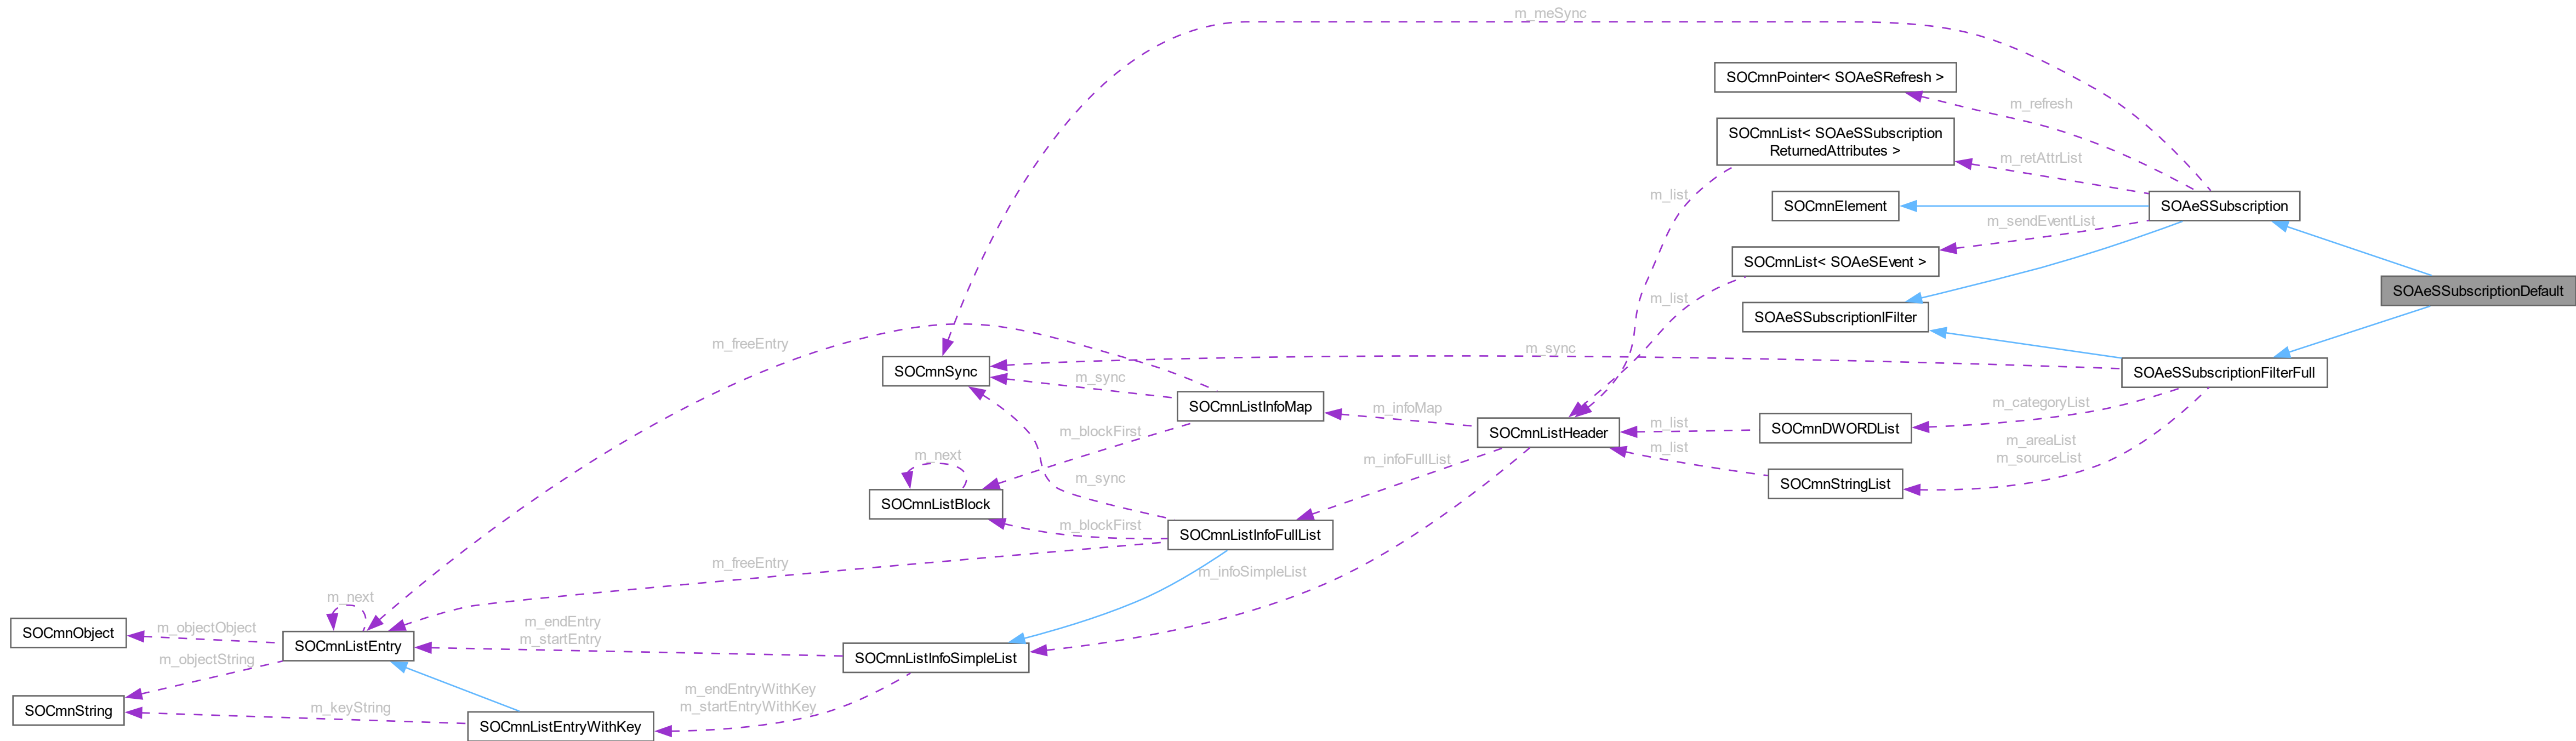 m_meSync
SOCmnPointer< SOAeSRefresh >
m_refresh
SOCmnList< SOAeSSubscription
ReturnedAttributes >
m_retAttrList
m_list
SOCmnElement
SOAeSSubscription
m_sendEventList
SOCmnList< SOAeSEvent >
SOAeSSubscriptionDefault
m_list
SOAeSSubscriptionIFilter
m_freeEntry
m_sync
SOCmnSync
m_sync
SOAeSSubscriptionFilterFull
SOCmnListInfoMap
m_infoMap
m_categoryList
m_blockFirst
SOCmnListHeader
m_list
SOCmnDWORDList
m_areaList
m_sourceList
m_list
m_next
m_infoFullList
m_sync
SOCmnStringList
SOCmnListBlock
m_blockFirst
SOCmnListInfoFullList
m_freeEntry
m_infoSimpleList
m_next
SOCmnObject
m_objectObject
m_endEntry
m_startEntry
SOCmnListEntry
m_objectString
SOCmnListInfoSimpleList
m_endEntryWithKey
m_startEntryWithKey
SOCmnString
m_keyString
SOCmnListEntryWithKey